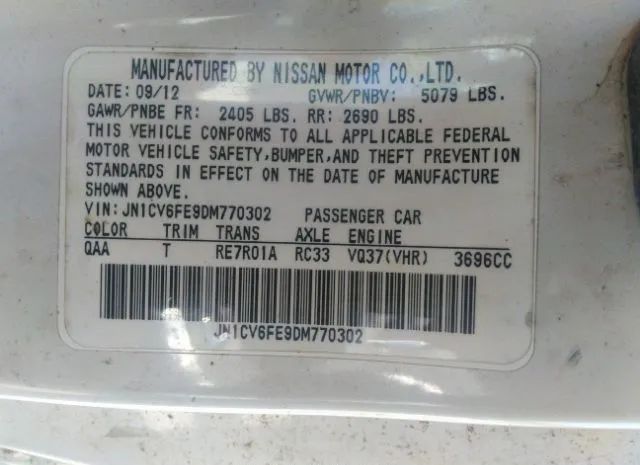 MANUFACTURED BY NISSAN MOTOR CO.,LTD.
DATE: 09/12 GVWR/PNBV: 5079 LBS.
GAWR/PNBE FR: 2405 LBS. RR: 2690 LBS.
THIS VEHICLE CONFORMS TO ALL APPLICABLE FEDERAL
MOTOR VEHICLE SAFETY,BUMPER,AND THEFT PREVENTION
STANDARDS IN EFFECT ON THE DATE OF MANUFACTURE
SHOWN ABOVE.
VIN:JN1CV6FE9DM770302 PASSENGER CAR
COLOR TRIM TRANS AXLE ENGINE
QAA T RE7R01A RC33 VQ37(VHR) 3696CC
JN1CV6FE9DM770302